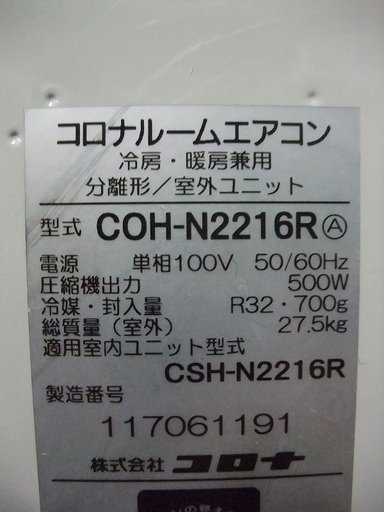 コロナルームエアコン
冷房・暖房兼用
分離形/室外ユニット
型式 COH-N2216R Ⓐ
電源 単相100V 50/60Hz
圧縮機出力 500W
冷媒・封入量 R32・700g
総質量(室外) 27.5kg
適用室内ユニット型式
CSH-N2216R
製造番号
117061191
株式会社 コロナ